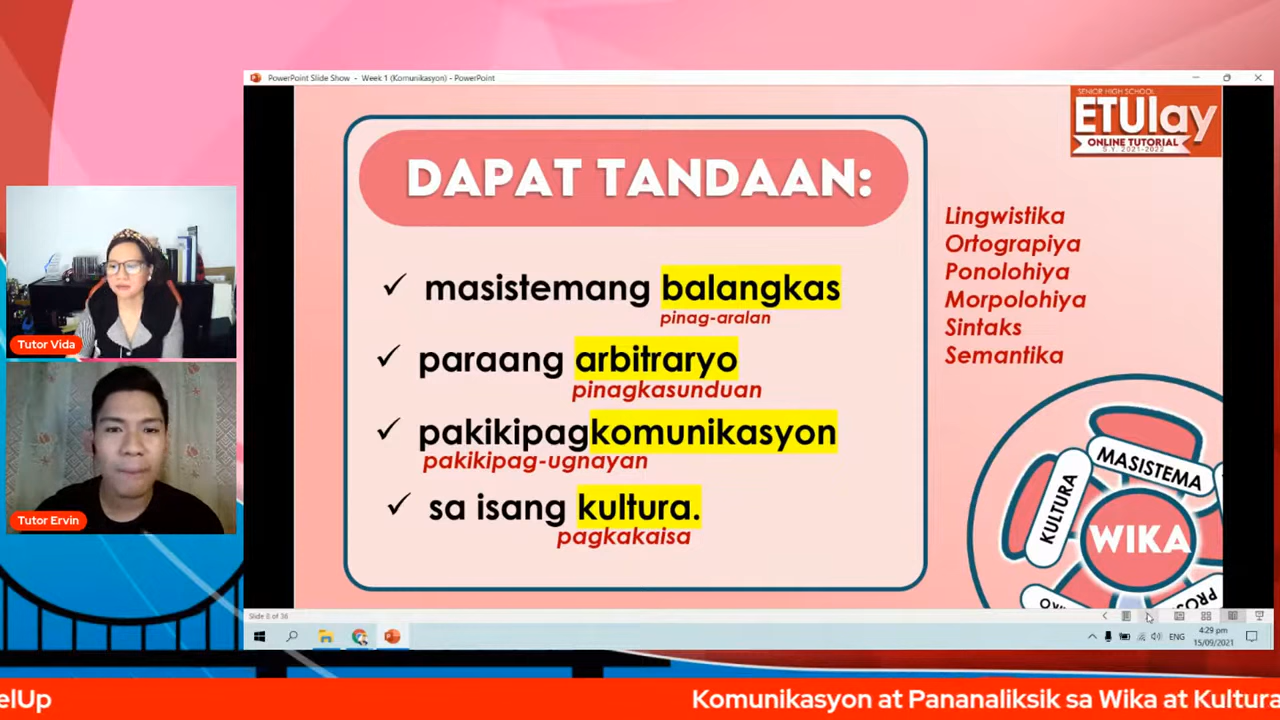 PowerPoint Slide Show - Week 1 (Komunikasyon) - PowerPoint
SENIOR HIGH SCHOOL
ETULay
ONLINE TUTORIAL
S.Y. 2021-2022
DAPAT TANDAAN:
✓ masistemang balangkas
pinag-aralan
✓ paraang arbitraryo
pinagkasunduan
✓ pakikipagkomunikasyon
pakikipag-ugnayan
✓ sa isang kultura.
pagkakaisa
Lingwistika
Ortograpiya
Ponolohiya
Morpolohiya
Sintaks
Semantika
MASISTEMA
KULTURA
WIKA
Tutor Vida
Tutor Ervin
ENG
4:29 pm
15/09/2021
elUp
Komunikasyon at Pananaliksik sa Wika at Kultura